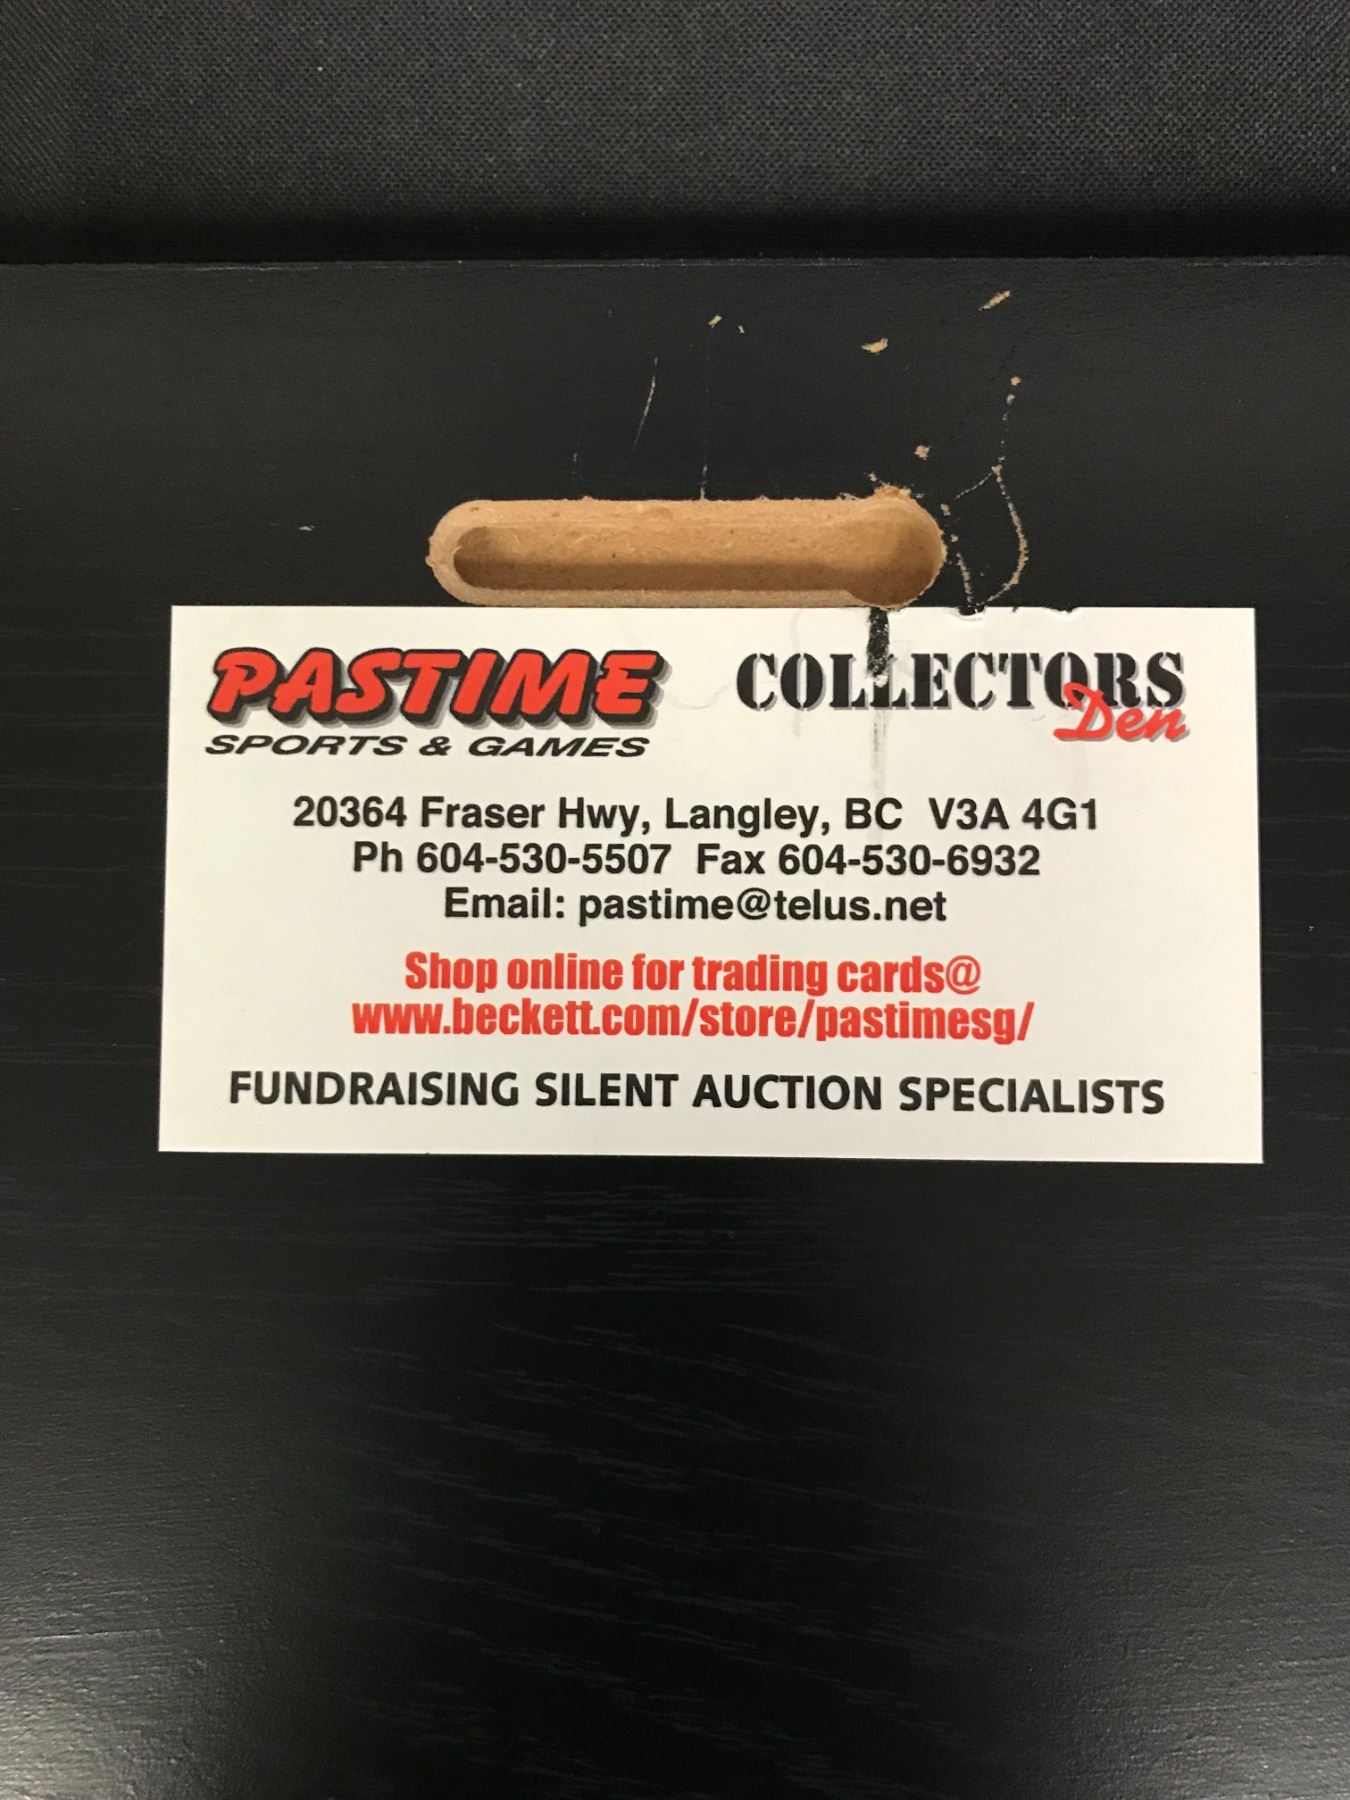 PASTIME COLLECTORS
SPORTS & GAMES Den
20364 Fraser Hwy, Langley, BC V3A 4G1
Ph 604-530-5507 Fax 604-530-6932
Email: pastime@telus.net
Shop online for trading cards@
www.beckett.com/store/pastimesg/
FUNDRAISING SILENT AUCTION SPECIALISTS